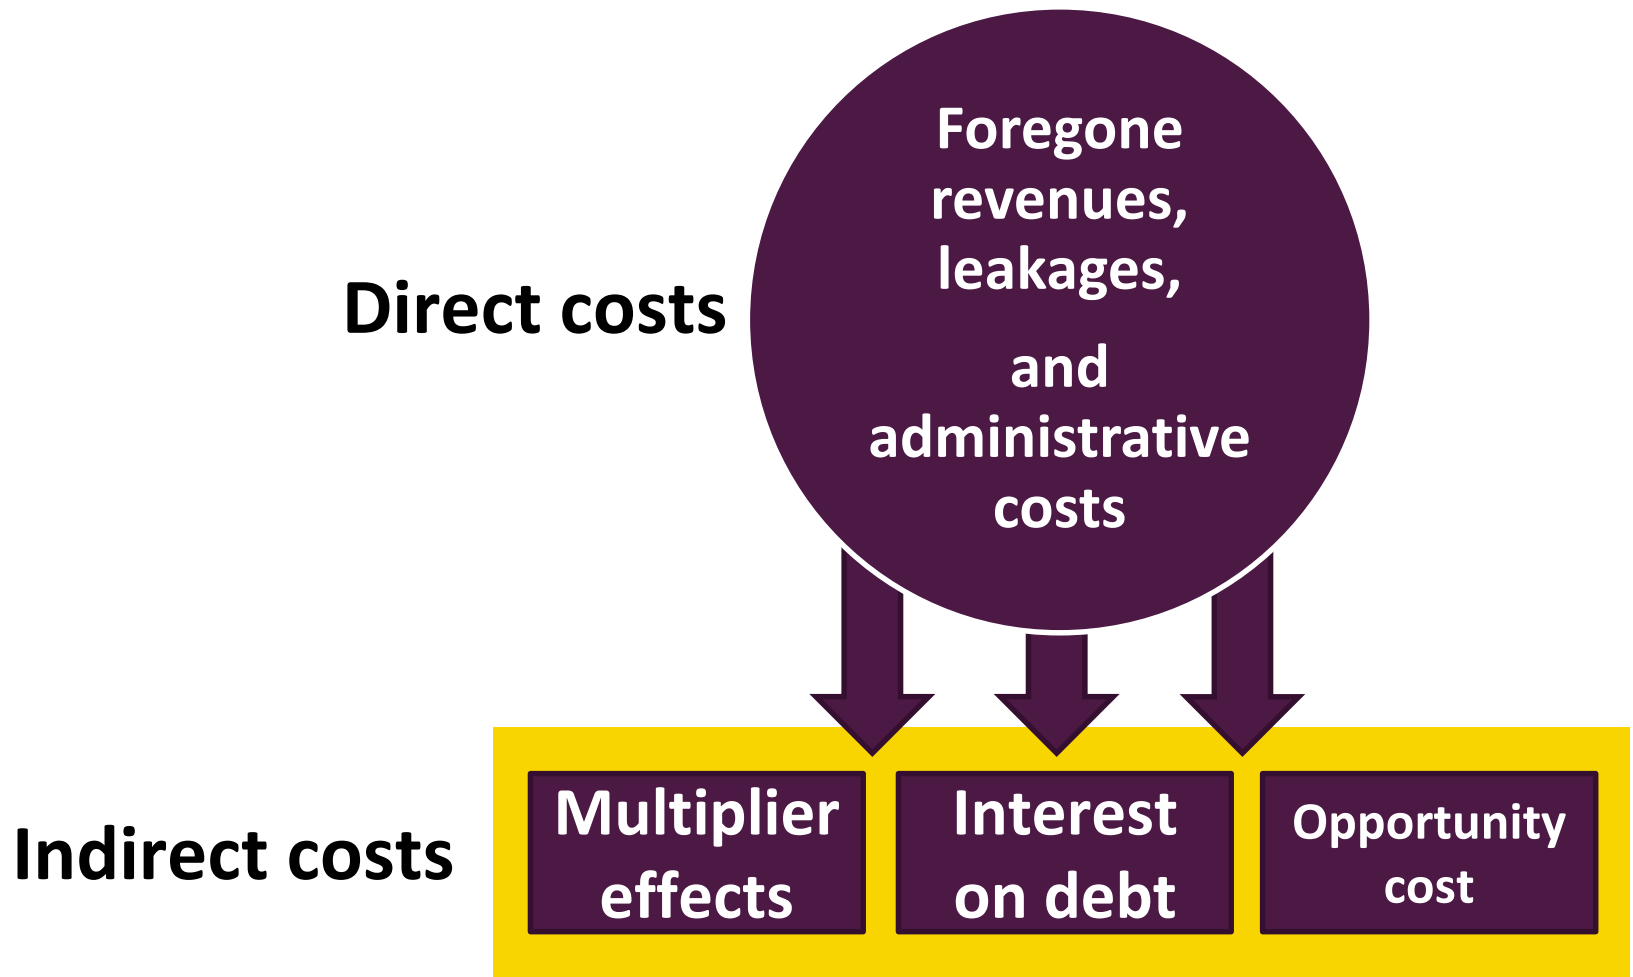 Foregone
revenues,
leakages,
and
administrative
costs
Direct costs
Multiplier
effects
Interest
on debt
Opportunity
cost
Indirect costs